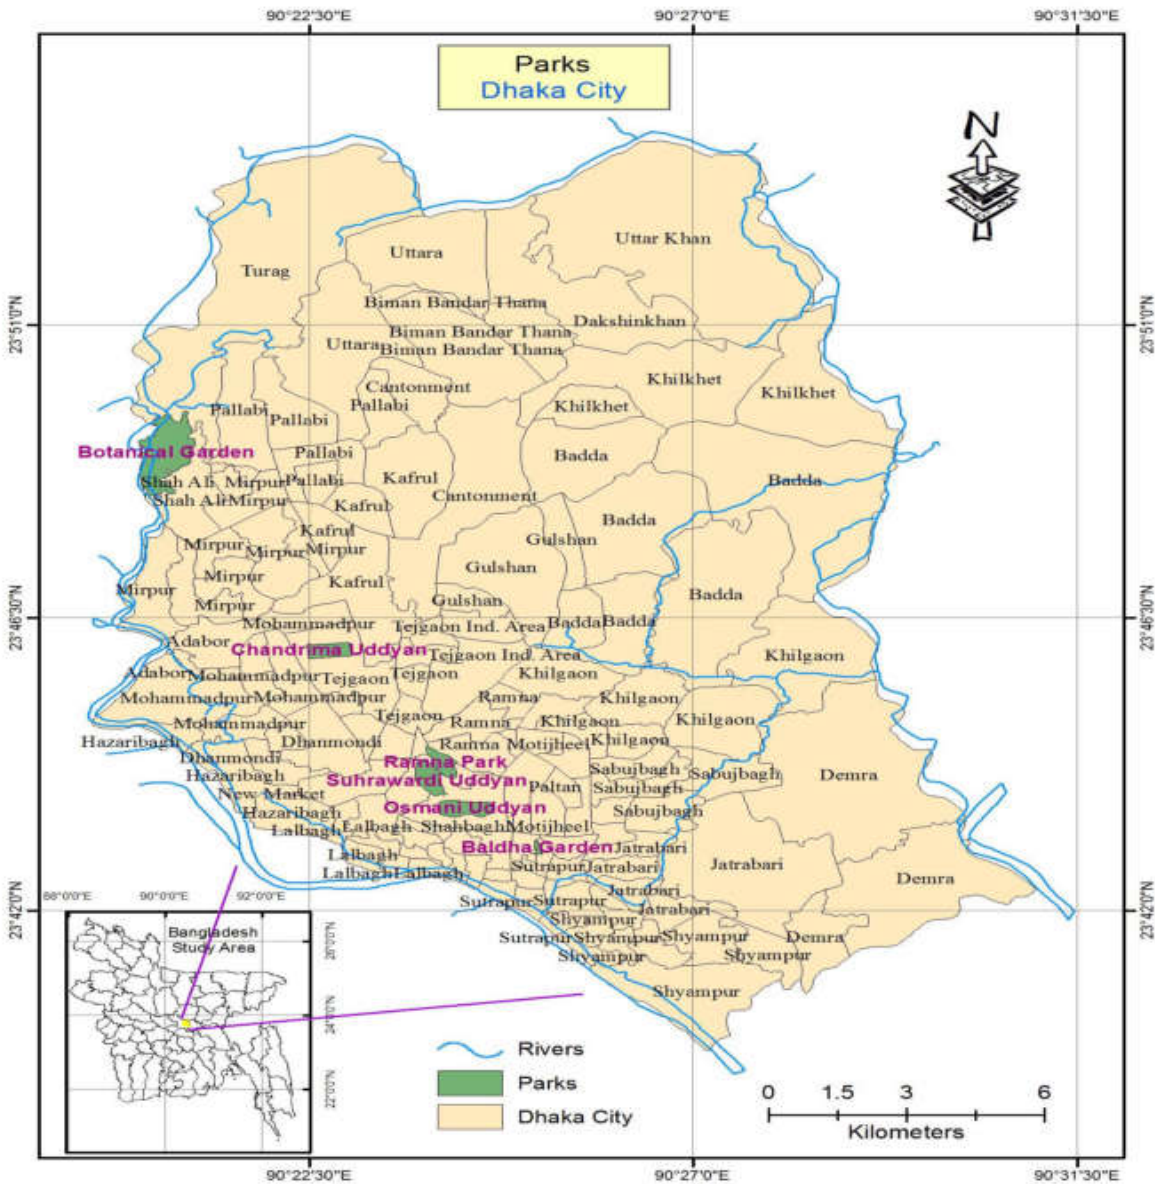 90°22'30"E
90°27'0"E
90°31'30"E
Parks
Dhaka City
N
Uttar Khan
Uttara
Turag
Biman Bandar Thana
23°51'0"N
23°51'0"N
Dakshinkhan
Biman Bandar Thana
Uttara
Biman Bandar Thana
Khilkhet
Cantonment
Khilkhet
Pallabi
Khilkhet
Pallabi
Pallabi
Botanical Garden
Pallabi
Badda
Kafrul
Badda
Shah Ali
Mirpur
Pallabi
Cantonment
Shah Ali
Mirpur
Kafrul
Badda
Kafrul
Gulshan
Mirpur
Mirpur
Mirpur
Gulshan
Mirpur
Kafrul
Mirpur
Badda
Mirpur
Gulshan
23°46'30"N
23°46'30"N
Mohammadpur
Tejgaon Ind. Area
Badda
Badda
Adabor
Chandrima Uddyan
Tejgaon Ind. Area
Khilgaon
Adabor
Mohammadpur
Tejgaon
Tejgaon
Khilgaon
Mohammadpur
Mohammadpur
Ramna
Khilgaon
Tejgaon
Mohammadpur
Ramna
Khilgaon
Khilgaon
Hazaribagh
Dhanmondi
Ramna
Motijheel
Khilgaon
Dhanmondi
Ramna Park
Hazaribagh
Suhrawardi Uddyan
Sabujbagh
Sabujbagh
Demra
New Market
Paltan
Sabujbagh
Hazaribagh
Osmani Uddyan
Sabujbagh
Lalbagh
Lalbagh
Shahbagh
Motijheel
Baldha Garden
Jatrabari
Lalbagh
Sutrapur
Jatrabari
Jatrabari
Lalbagh
Lalbagh
Demra
Jatrabari
Sutrapur
Sutrapur
Jatrabari
Shyampur
23°42'0"N
23°42'0"N
Sutrapur
Shyampur
Shyampur
Demra
Shyampur
Shyampur
Shyampur
88°0'0"E
90°0'0"E
92°0'0"E
Bangladesh
Study Area
26°0'0"N
24°0'0"N
22°0'0"N
Rivers
Parks
Dhaka City
0
1.5
3
6
Kilometers
90°22'30"E
90°27'0"E
90°31'30"E